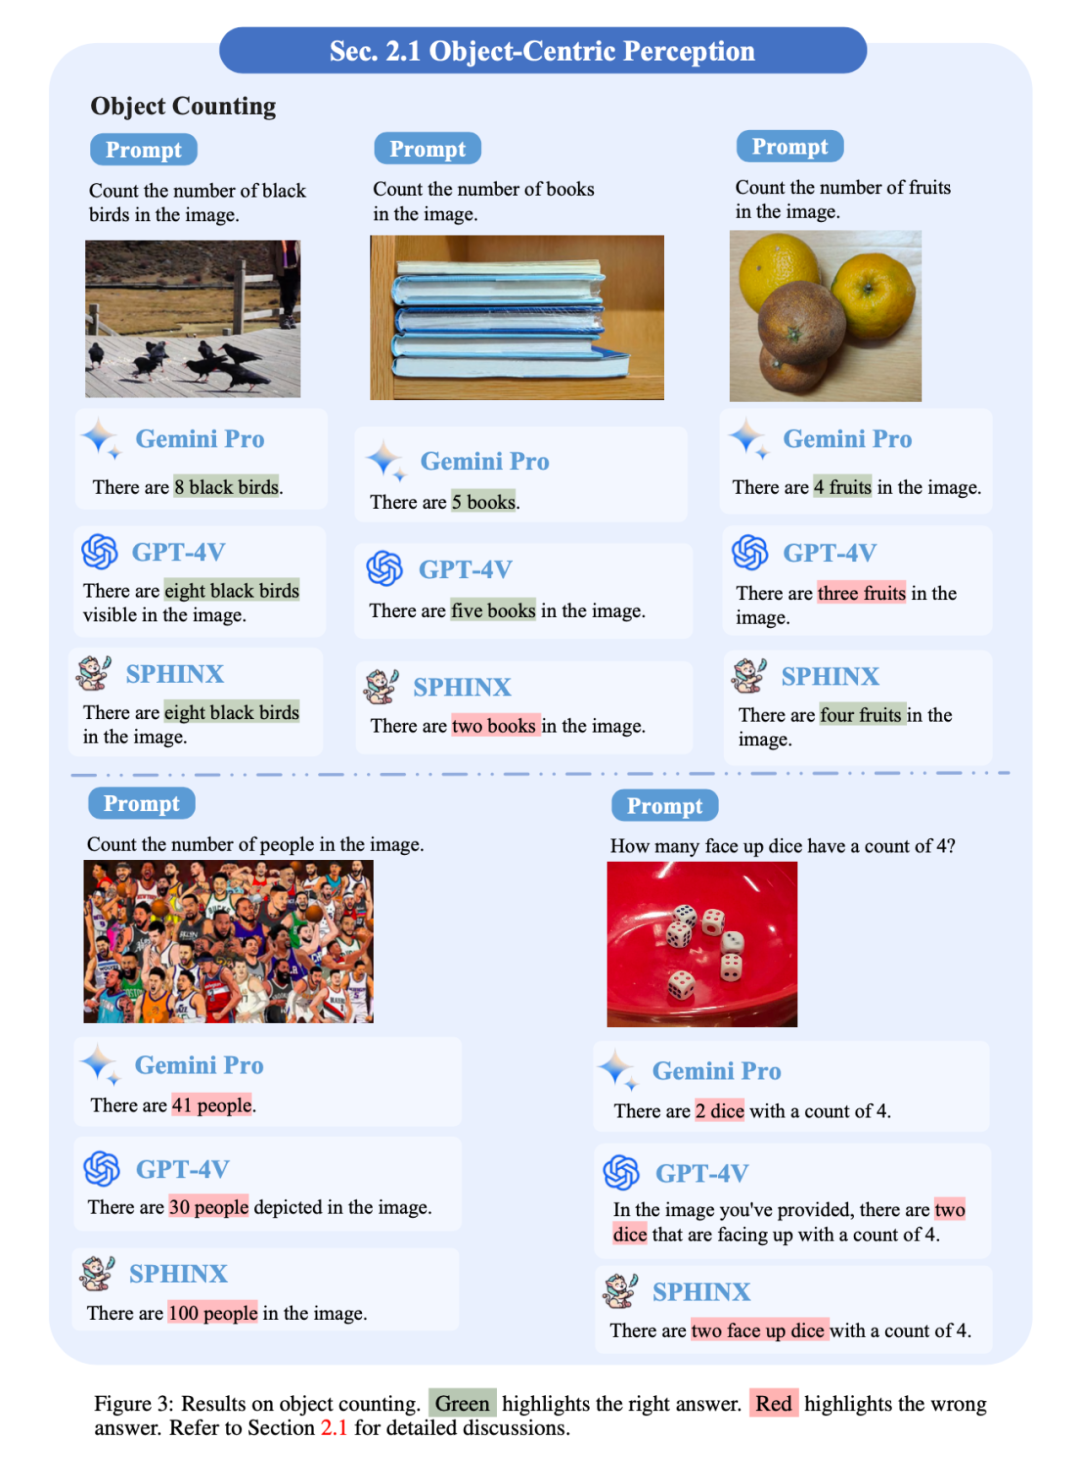 Sec. 2.1 Object-Centric Perception
Object Counting
Prompt
Count the number of black
birds in the image.
Gemini Pro
There are 8 black birds.
GPT-4V
There are eight black birds
visible in the image.
SPHINX
There are eight black birds
in the image.
Prompt
Count the number of books
in the image.
Gemini Pro
There are 5 books.
GPT-4V
There are five books in the image.
SPHINX
There are two books in the image.
Prompt
Count the number of fruits
in the image.
Gemini Pro
There are 4 fruits in the image.
GPT-4V
There are three fruits in the
image.
SPHINX
There are four fruits in the
image.
Prompt
Count the number of people in the image.
Gemini Pro
There are 41 people.
GPT-4V
There are 30 people depicted in the image.
SPHINX
There are 100 people in the image.
Prompt
How many face up dice have a count of 4?
Gemini Pro
There are 2 dice with a count of 4.
GPT-4V
In the image you've provided, there are two
dice that are facing up with a count of 4.
SPHINX
There are two face up dice with a count of 4.
Figure 3: Results on object counting. Green highlights the right answer. Red highlights the wrong
answer. Refer to Section 2.1 for detailed discussions.